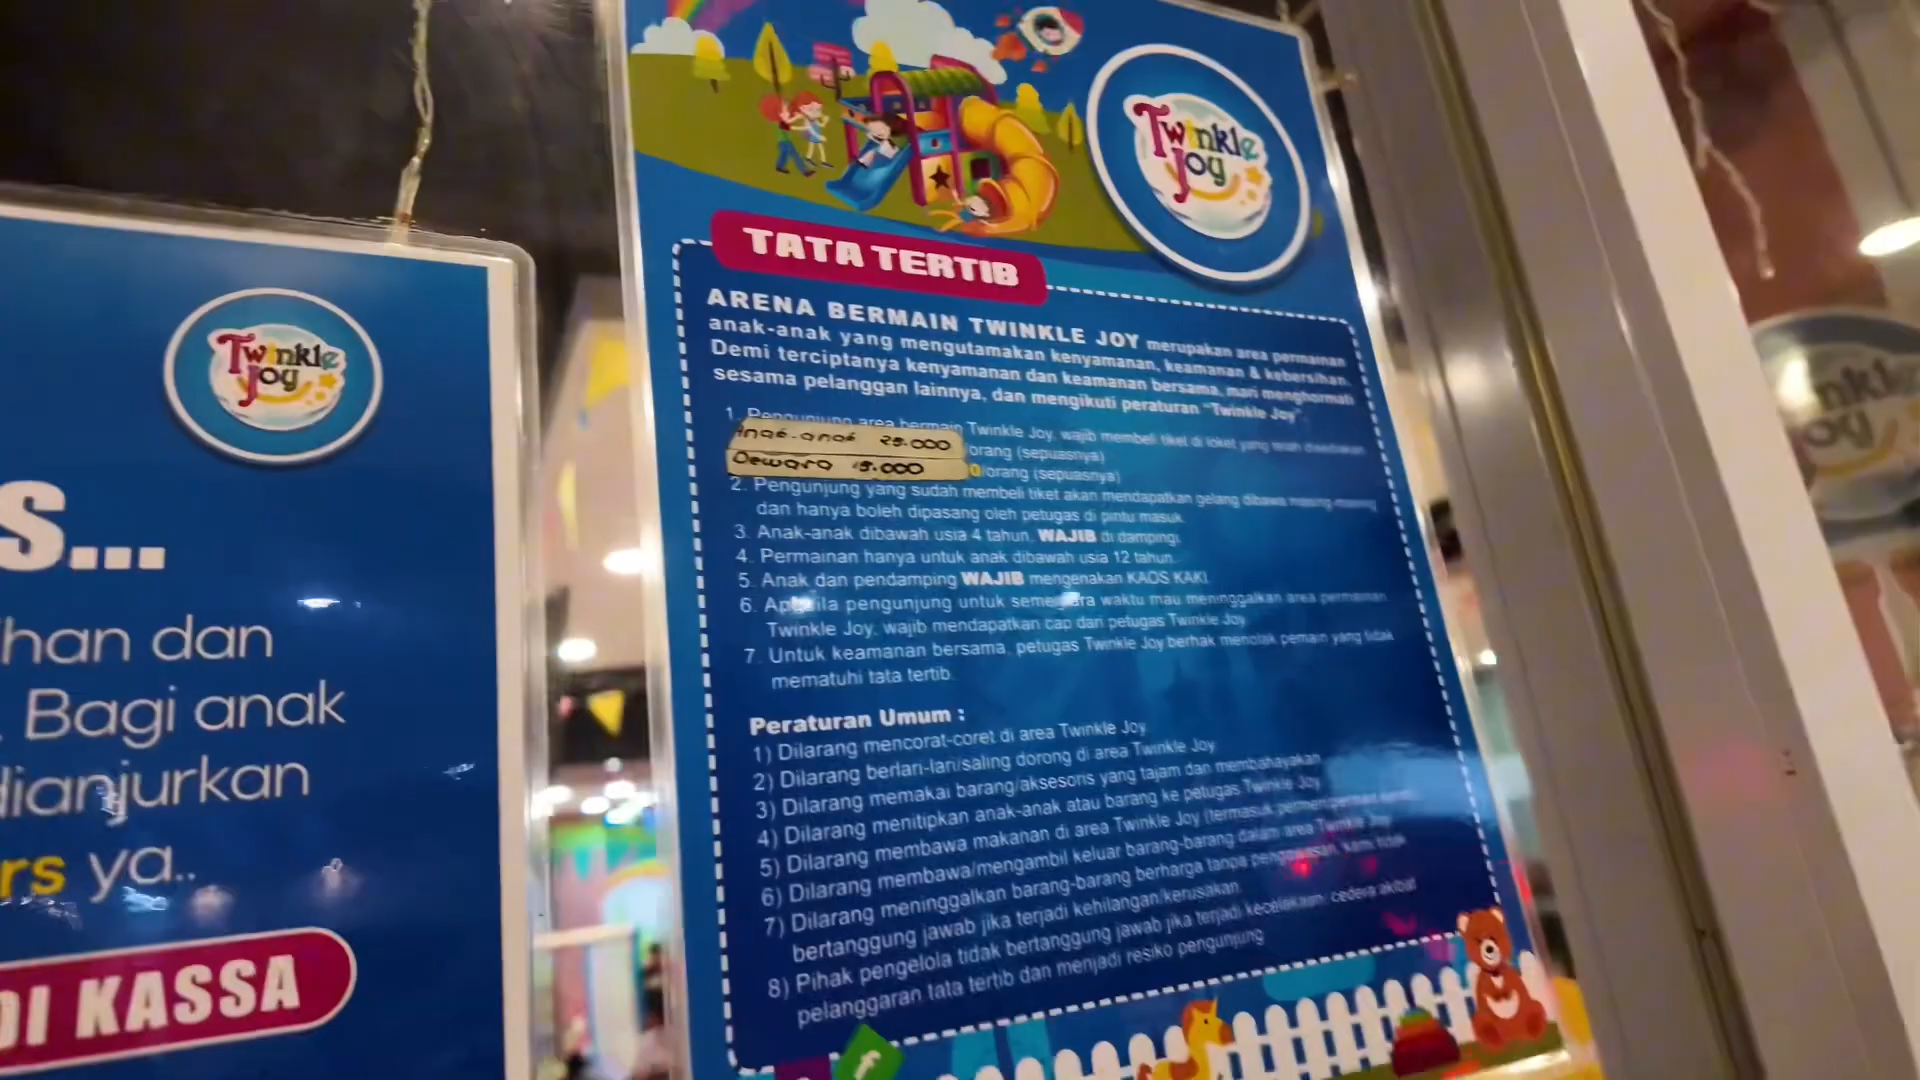 S...
han dan
. Bagi anak
dianjurkan
rs ya..
DI KASSA
Twinkle
Joy
Twinkle
Joy
TATA TERTIB
ARENA BERMAIN TWINKLE JOY merupakan area permainan
anak-anak yang mengutamakan kenyamanan, keamanan & kebersihan.
Demi terciptanya kenyamanan dan keamanan bersama, mari menghormati
sesama pelanggan lainnya, dan mengikuti peraturan "Twinkle Joy".
1. Pengunjung area bermain Twinkle Joy, wajib membeli tiket di loket yang telah disediakan
Anak-anak 25.000
orang (sepuasnya)
Dewasa 15.000
0/orang (sepuasnya)
2. Pengunjung yang sudah membeli tiket akan mendapatkan gelang dibawa masing-masing
dan hanya boleh dipasang oleh petugas di pintu masuk.
3. Anak-anak dibawah usia 4 tahun, WAJIB di dampingi.
4. Permainan hanya untuk anak dibawah usia 12 tahun.
5. Anak dan pendamping WAJIB mengenakan KAOS KAKI.
6. Apabila pengunjung untuk sementara waktu mau meninggalkan area permainan
Twinkle Joy, wajib mendapatkan cap dari petugas Twinkle Joy
7. Untuk keamanan bersama, petugas Twinkle Joy berhak menolak pemain yang tidak
mematuhi tata tertib.
Peraturan Umum :
1) Dilarang mencorat-coret di area Twinkle Joy
2) Dilarang berlari-lari/saling dorong di area Twinkle Joy
3) Dilarang memakai barang/aksesoris yang tajam dan membahayakan
4) Dilarang menitipkan anak-anak atau barang ke petugas Twinkle Joy
5) Dilarang membawa makanan di area Twinkle Joy (termasuk permen
6) Dilarang membawa/mengambil keluar barang-barang dalam area Twinkle Joy
7) Dilarang meninggalkan barang-barang berharga tanpa pengawasan, kami tidak
bertanggung jawab jika terjadi kehilangan/kerusakan.
8) Pihak pengelola tidak bertanggung jawab jika terjadi kecelakaan/ cedera akibat
pelanggaran tata tertib dan menjadi resiko pengunjung
nkle
oy